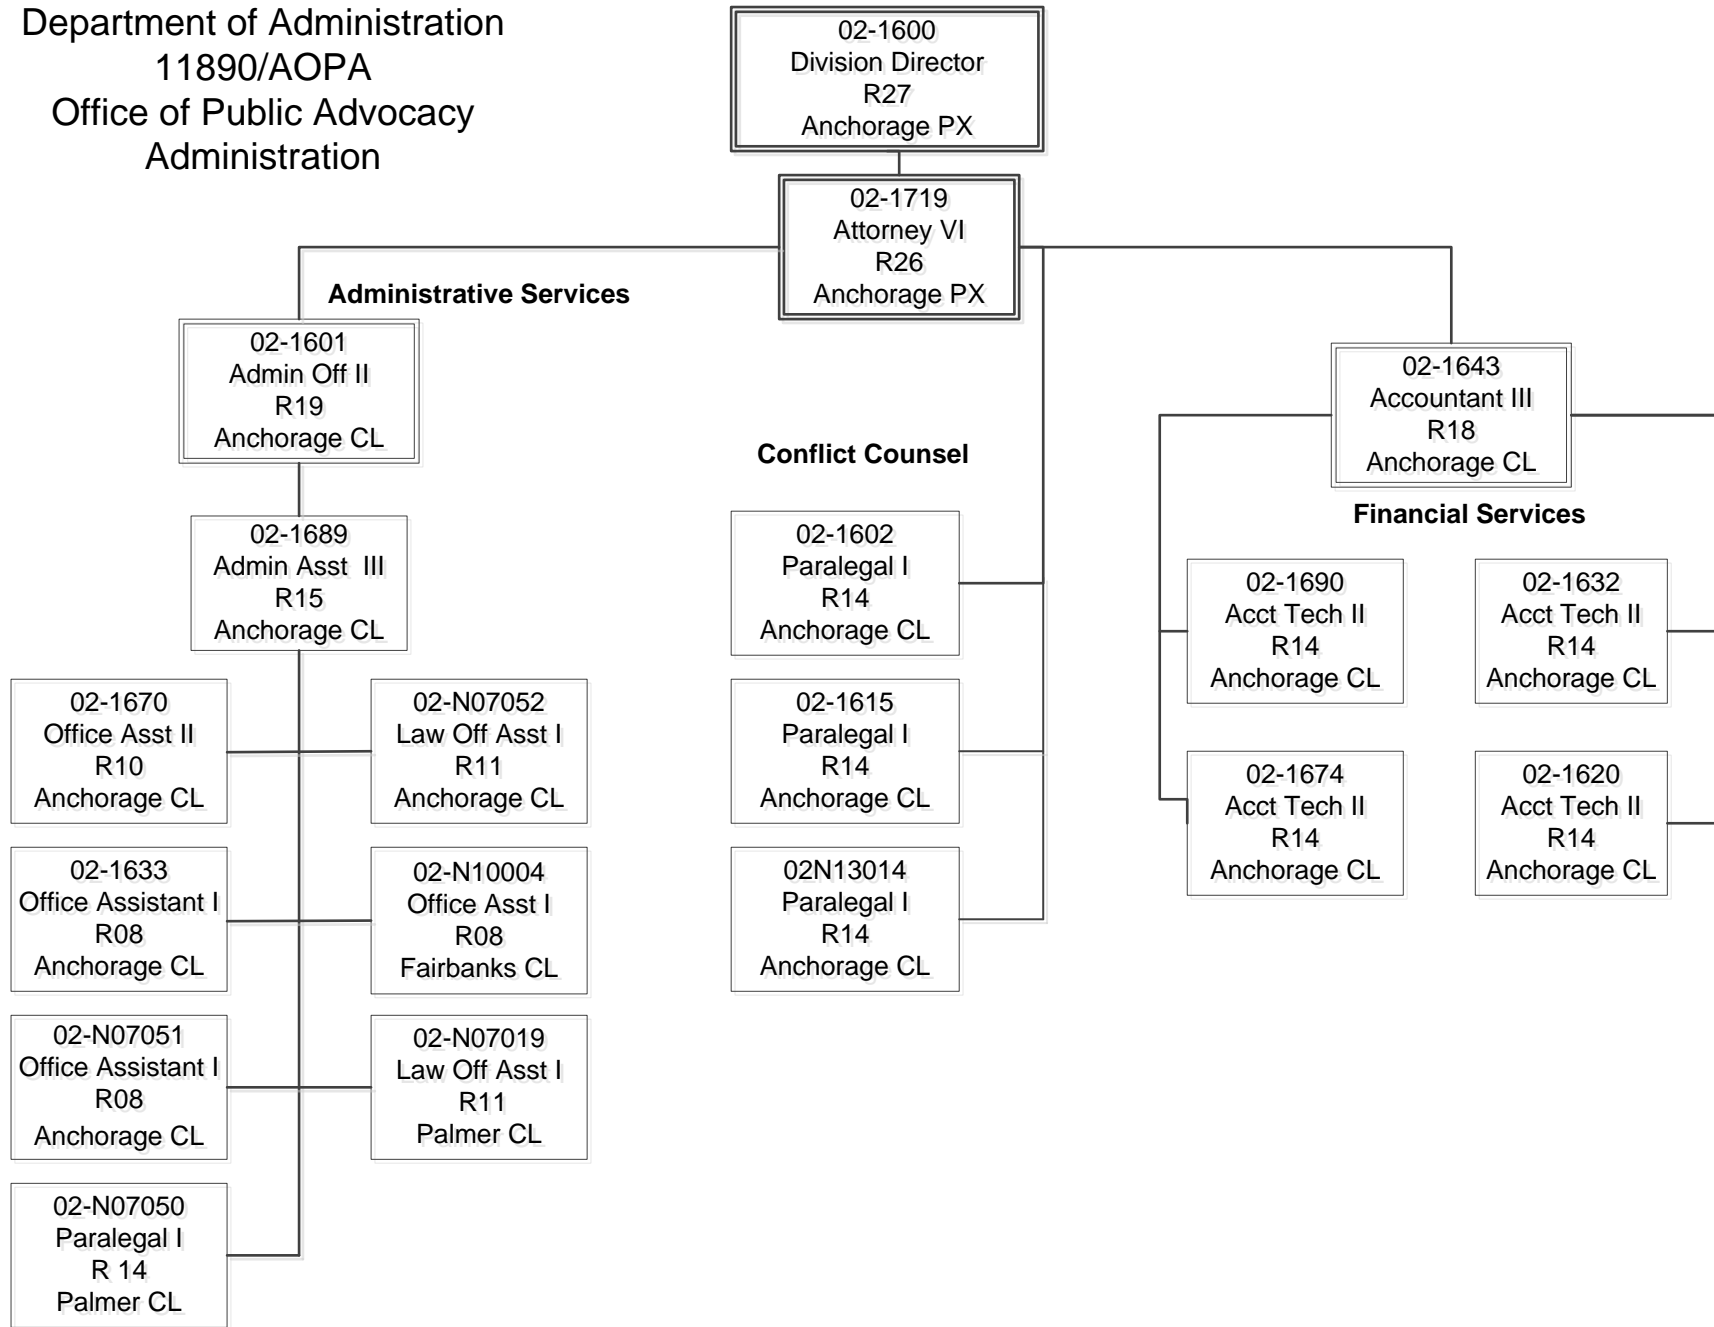 Department of Administration
11890/AOPA
Office of Public Advocacy
Administration
02-1600
Division Director
R27
Anchorage PX
02-1719
Attorney VI
R26
Anchorage PX
Administrative Services
02-1601
Admin Off II
R19
Anchorage CL
02-1689
Admin Asst  III
R15
Anchorage CL
02-1670
Office Asst II
R10
Anchorage CL
02-N07052
Law Off Asst I
R11
Anchorage CL
02-1633
Office Assistant I
R08
Anchorage CL
02-N10004
Office Asst I
R08
Fairbanks CL
02-N07051
Office Assistant I
R08
Anchorage CL
02-N07019
Law Off Asst I
R11
Palmer CL
02-N07050
Paralegal I
R 14
Palmer CL
Conflict Counsel
02-1602
Paralegal I
R14
Anchorage CL
02-1615
Paralegal I
R14
Anchorage CL
02N13014
Paralegal I
R14
Anchorage CL
02-1643
Accountant III
R18
Anchorage CL
Financial Services
02-1690
Acct Tech II
R14
Anchorage CL
02-1632
Acct Tech II
R14
Anchorage CL
02-1674
Acct Tech II
R14
Anchorage CL
02-1620
Acct Tech II
R14
Anchorage CL